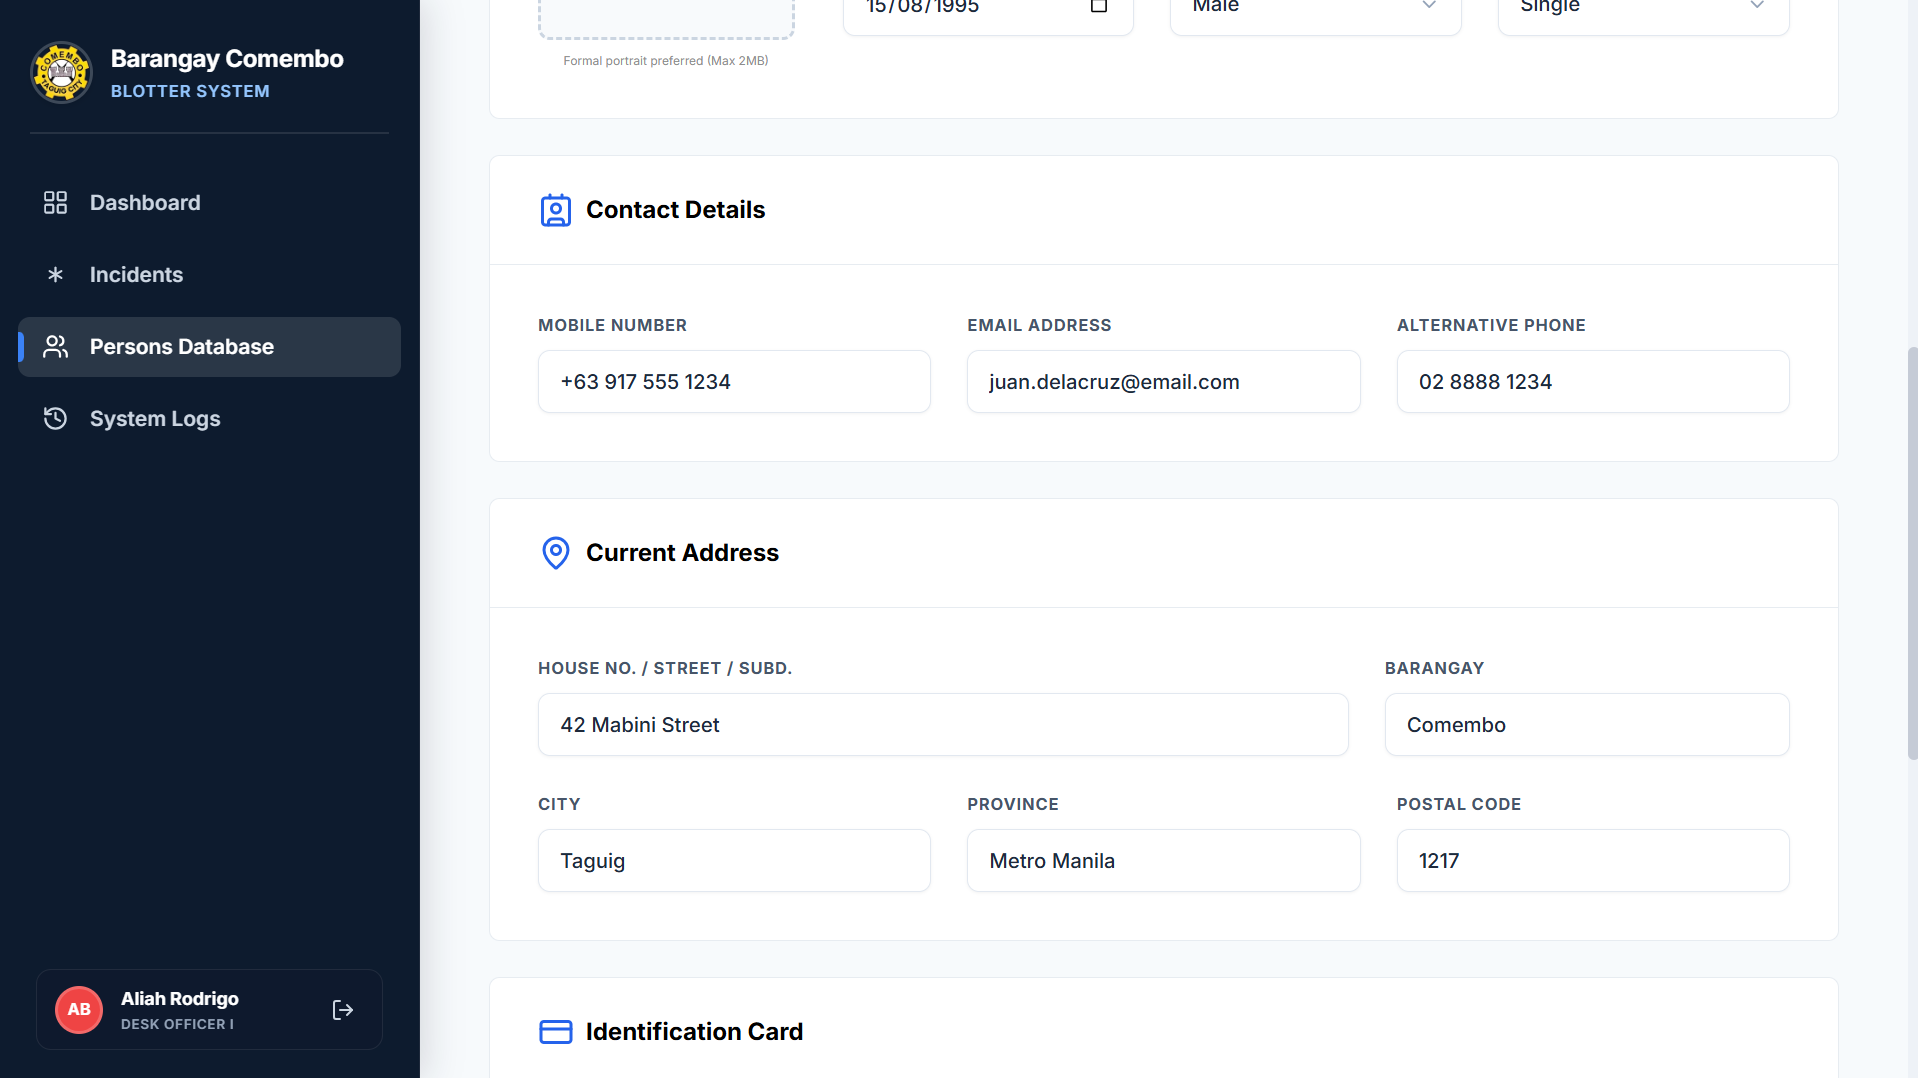 Barangay Comembo
BLOTTER SYSTEM
COMEMBO
TAGUIG CITY
Dashboard
Incidents
Persons Database
System Logs
AB
Aliah Rodrigo
DESK OFFICER I
15/08/1995
Male
Single
Formal portrait preferred (Max 2MB)
Contact Details
MOBILE NUMBER
EMAIL ADDRESS
ALTERNATIVE PHONE
+63 917 555 1234
juan.delacruz@email.com
02 8888 1234
Current Address
HOUSE NO. / STREET / SUBD.
BARANGAY
42 Mabini Street
Comembo
CITY
PROVINCE
POSTAL CODE
Taguig
Metro Manila
1217
Identification Card